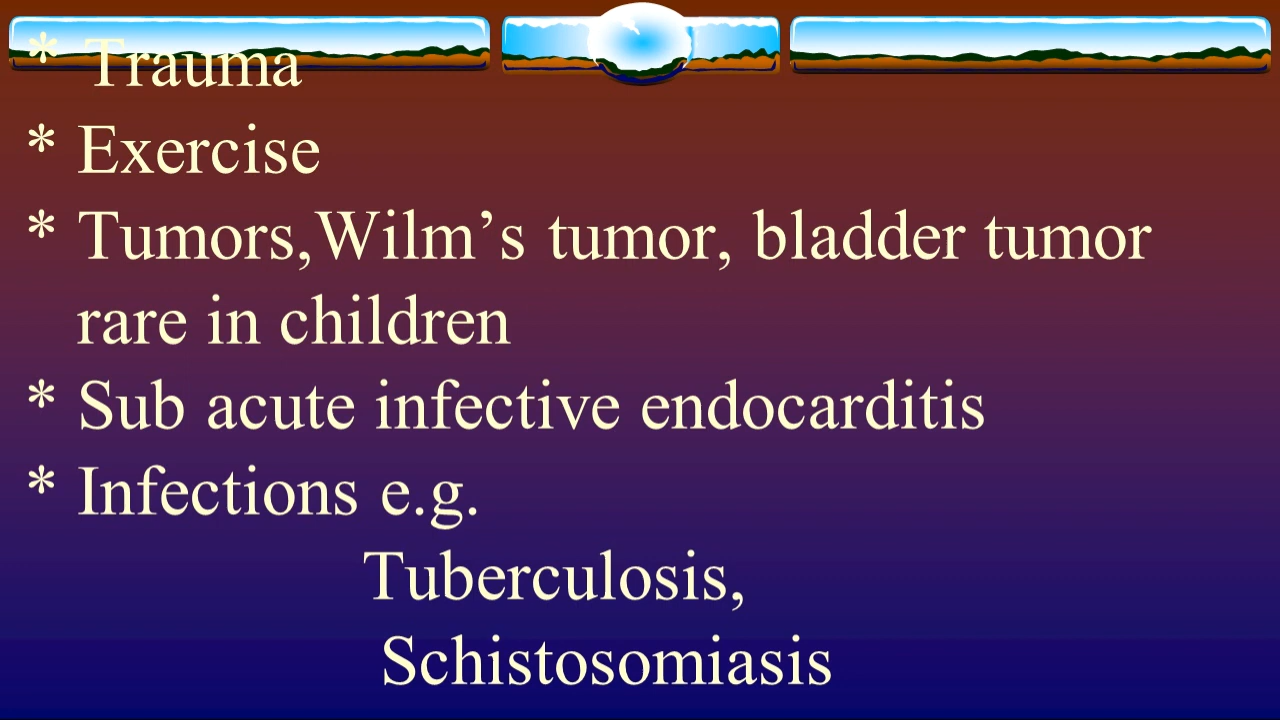 * Trauma
* Exercise
* Tumors,Wilm’s tumor, bladder tumor
rare in children
* Sub acute infective endocarditis
* Infections e.g.
Tuberculosis,
Schistosomiasis